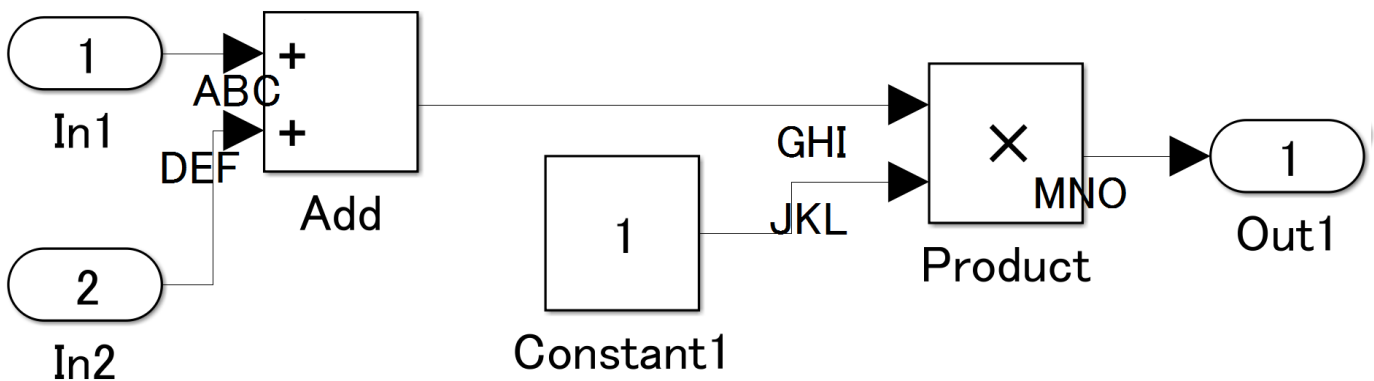 1
In1
ABC
+
+
DEF
Add
2
In2
1
Constant1
GHI
JKL
×
Product
MNO
1
Out1